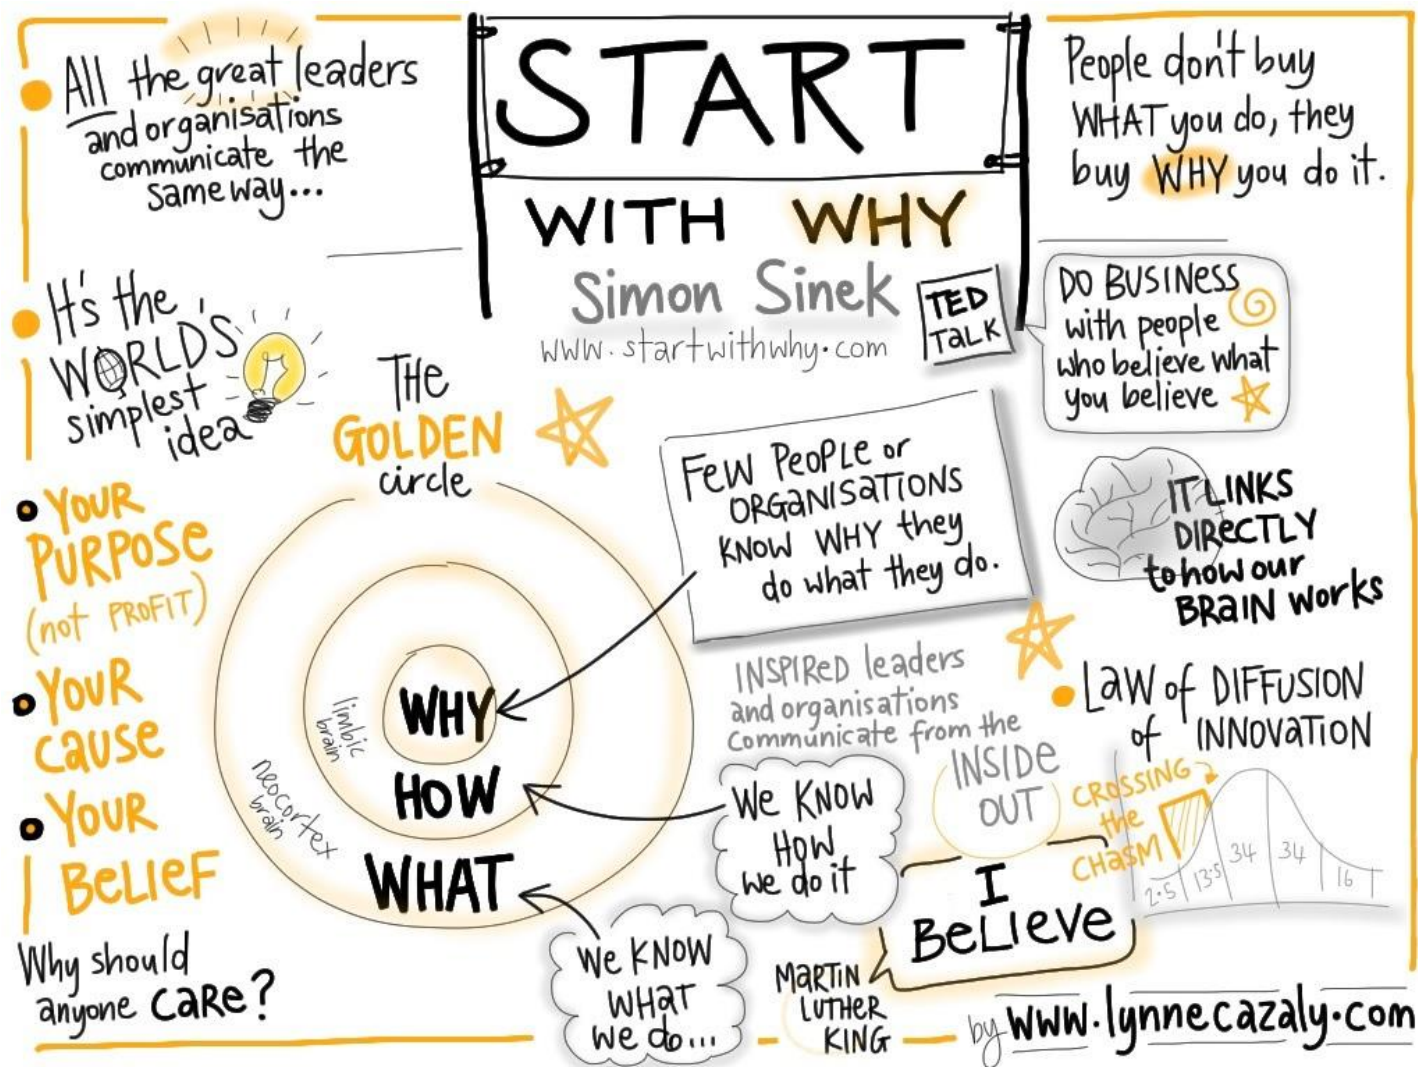 START
WITH WHY
Simon Sinek
www.startwithwhy.com
TED
TALK
All the great leaders
and organisations
communicate the
same way...
It's the
WORLD'S
simplest
idea
• YOUR
PURPOSE
(not PROFIT)
• YOUR
CAUSE
• YOUR
BELIEF
Why should
anyone CARE?
THE
GOLDEN
circle
WHY
HOW
WHAT
limbic
brain
neocortex
brain
FEW PEOPLE or
ORGANISATIONS
KNOW WHY they
do what they do.
INSPIRED leaders
and organisations
communicate from the
INSIDE
OUT
We KNOW
HOW
we do it
We KNOW
WHAT
we do...
I
BELIEVE
MARTIN
LUTHER
KING
People don't buy
WHAT you do, they
buy WHY you do it.
DO BUSINESS
with people
who believe what
you believe
IT LINKS
DIRECTLY
to how our
BRAIN works
LAW of DIFFUSION
of INNOVATION
CROSSING
the
CHASM
2.5 13.5 34 34 16
by www.lynnecazaly.com